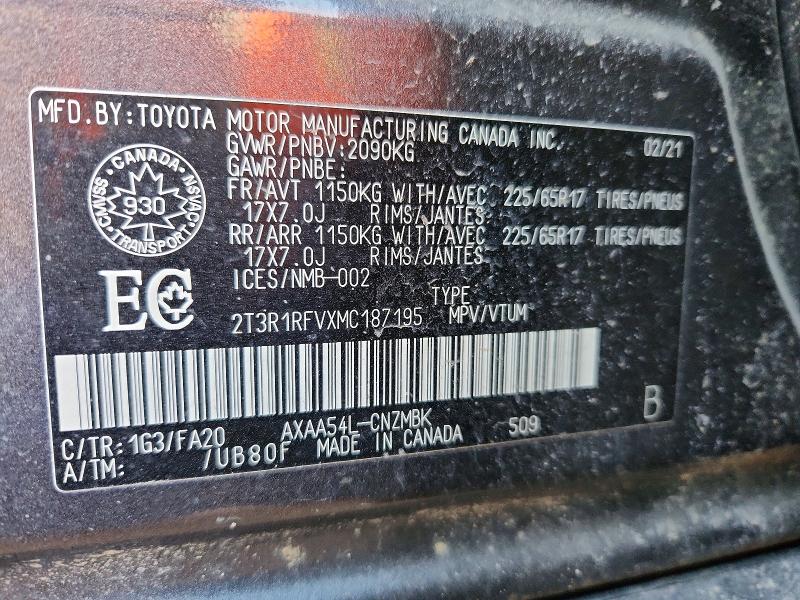 MFD.BY:TOYOTA MOTOR MANUFACTURING CANADA INC. 02/21
GVWR/PNBV:2090KG
GAWR/PNBE:
FR/AVT 1150KG WITH/AVEC 225/65R17 TIRES/PNEUS
17X7.0J RIMS/JANTES
RR/ARR 1150KG WITH/AVEC 225/65R17 TIRES/PNEUS
17X7.0J RIMS/JANTES
ICES/NMB-002
CANADA
CMVSS NSVAC
930
TRANSPORT
EC
TYPE
2T3R1RFVXMC187195 MPV/VTUM
B
C/TR: 1G3/FA20 AXAA54L-CNZMBK 509
A/TM: /UB80F MADE IN CANADA